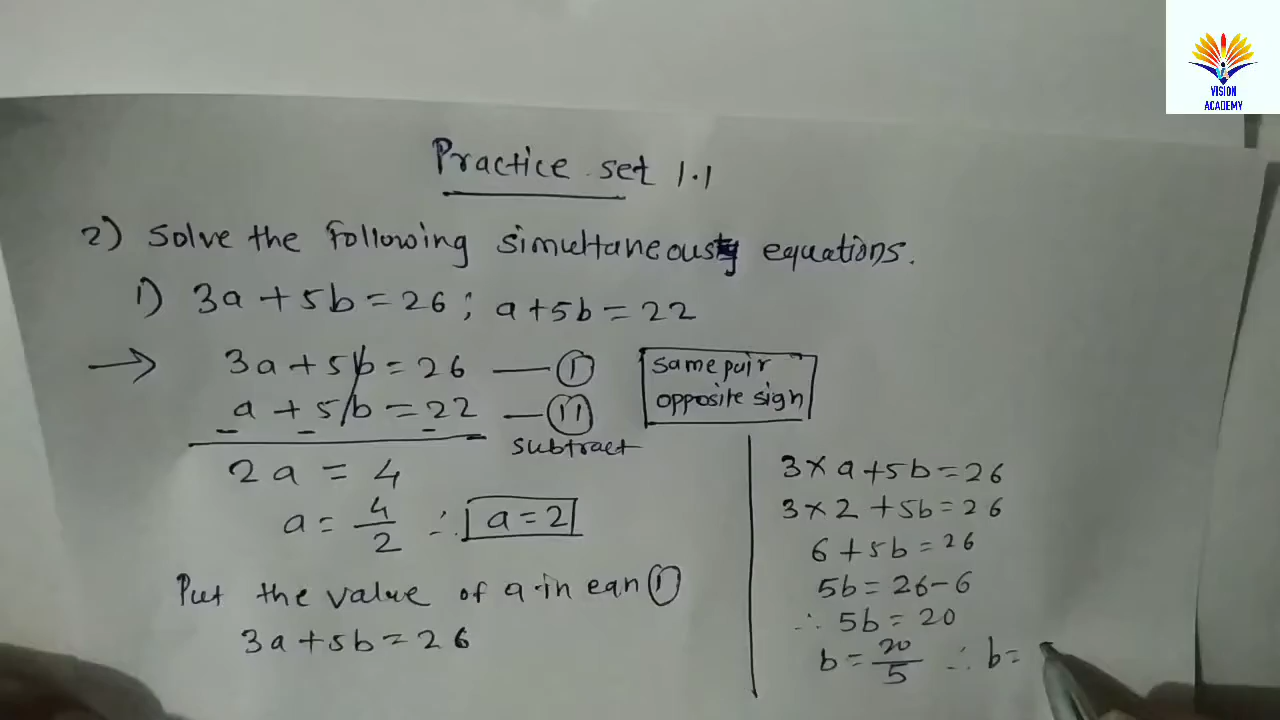 VISION
ACADEMY
Practice set 1.1
2) Solve the following simultaneous equations.
1) 3a + 5b = 26 ; a + 5b = 22
→ 3a + 5b = 26 — (I)
a + 5b = 22 — (II)
- - -
subtract
same pair
opposite sign
2a = 4
a = 4/2 ∴ a = 2
Put the value of a in eqn (I)
3a + 5b = 26
3 × a + 5b = 26
3 × 2 + 5b = 26
6 + 5b = 26
5b = 26 - 6
∴ 5b = 20
b = 20/5 ∴ b =